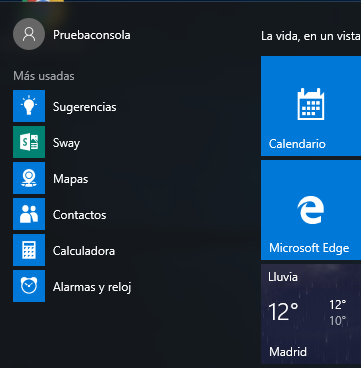 Pruebaconsola
Más usadas
Sugerencias
Sway
Mapas
Contactos
Calculadora
Alarmas y reloj
La vida, en un vista
Calendario
Microsoft Edge
Lluvia
12° 12°
10°
Madrid